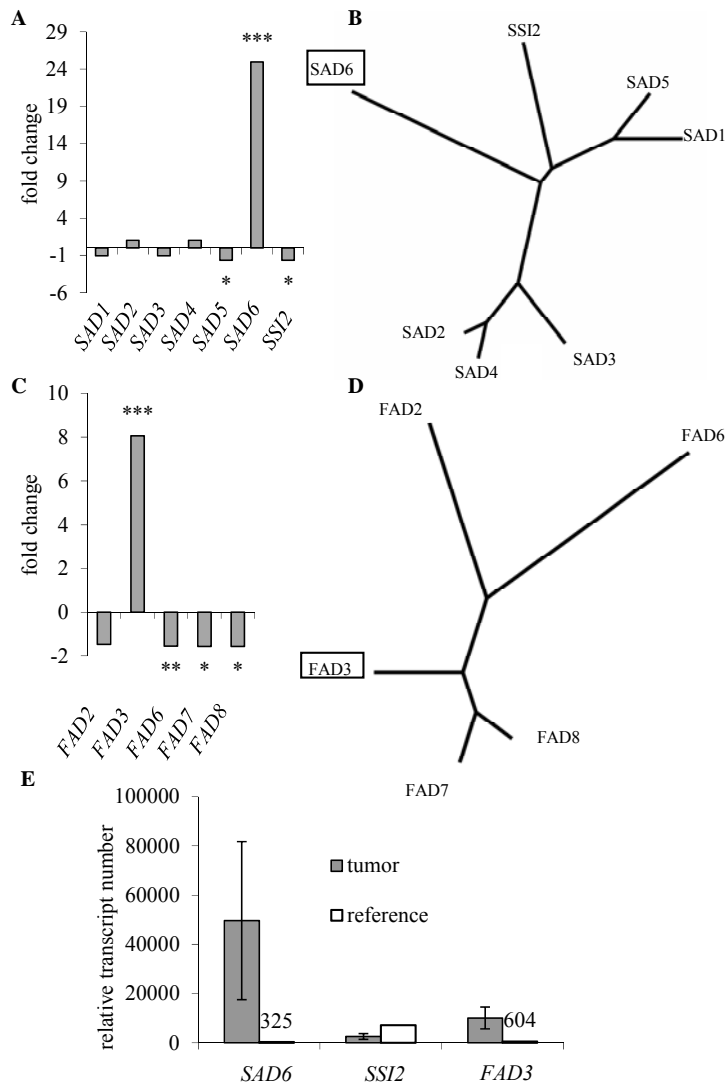 A
fold change
29
24
19
14
9
4
-1
-6
***
*
*
SAD1
SAD2
SAD3
SAD4
SAD5
SAD6
SSI2
B
SSI2
SAD6
SAD5
SAD1
SAD2
SAD4
SAD3
C
fold change
10
8
6
4
2
0
-2
***
**
*
*
FAD2
FAD3
FAD6
FAD7
FAD8
D
FAD2
FAD6
FAD3
FAD8
FAD7
E
relative transcript number
100000
80000
60000
40000
20000
0
tumor
reference
325
604
SAD6
SSI2
FAD3